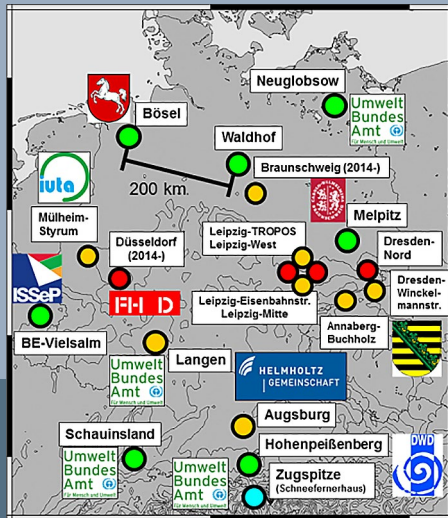 Neuglobsow
Umwelt
Bundes
Amt
Für Mensch und Umwelt
Bösel
Waldhof
Braunschweig (2014-)
200 km.
iuta
Mülheim-
Styrum
Melpitz
Leipzig-TROPOS
Leipzig-West
Dresden-
Nord
Düsseldorf
(2014-)
ISSeP
FH D
Leipzig-Eisenbahnstr.
Leipzig-Mitte
Dresden-
Winckel-
mannstr.
Annaberg-
Buchholz
BE-Vielsalm
Langen
Umwelt
Bundes
Amt
Für Mensch und Umwelt
HELMHOLTZ
GEMEINSCHAFT
Augsburg
Schauinsland
Hohenpeißenberg
DWD
Umwelt
Bundes
Amt
Für Mensch und Umwelt
Umwelt
Bundes
Amt
Für Mensch und Umwelt
Zugspitze
(Schneefernerhaus)